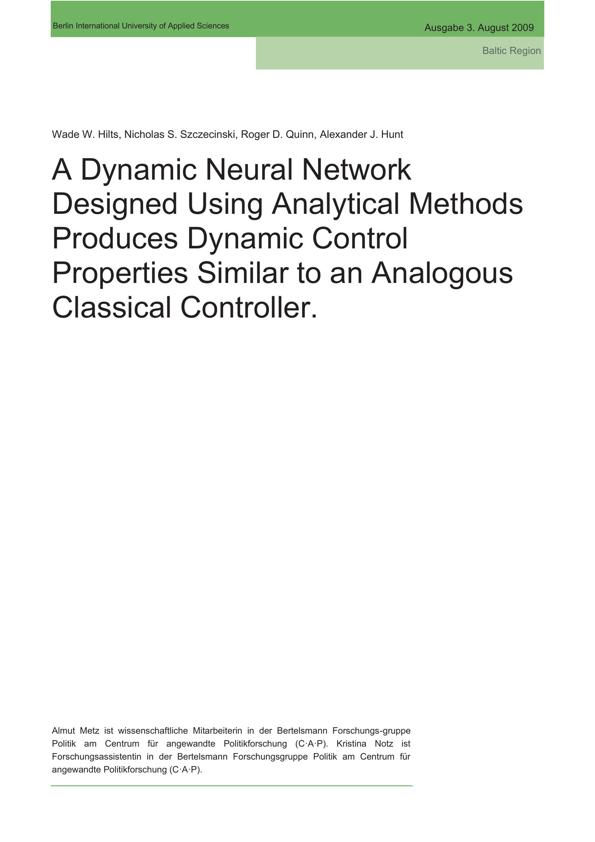 Berlin International University of Applied Sciences
Ausgabe 3. August 2009
Baltic Region
Wade W. Hilts, Nicholas S. Szczecinski, Roger D. Quinn, Alexander J. Hunt
A Dynamic Neural Network
Designed Using Analytical Methods
Produces Dynamic Control
Properties Similar to an Analogous
Classical Controller.
Almut Metz ist wissenschaftliche Mitarbeiterin in der Bertelsmann Forschungs-gruppe
Politik am Centrum für angewandte Politikforschung (C·A·P). Kristina Notz ist
Forschungsassistentin in der Bertelsmann Forschungsgruppe Politik am Centrum für
angewandte Politikforschung (C·A·P).